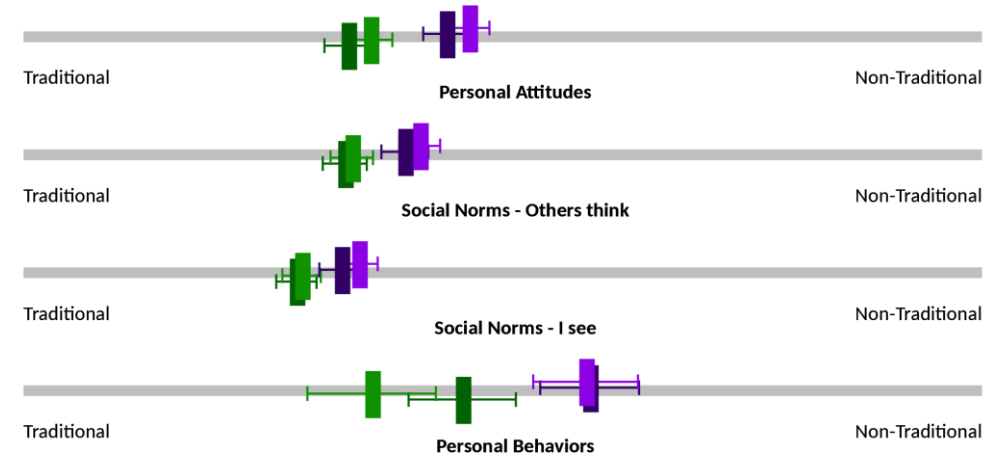 Traditional
Non-Traditional
Personal Attitudes
Traditional
Non-Traditional
Social Norms - Others think
Traditional
Non-Traditional
Social Norms - I see
Traditional
Non-Traditional
Personal Behaviors